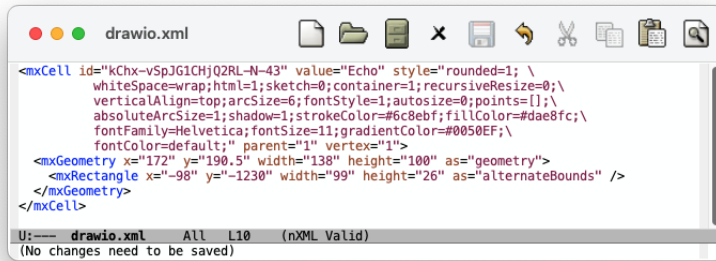 drawio.xml
<mxCell id="kChx-vSpJG1CHjQ2RL-N-43" value="Echo" style="rounded=1; \
whiteSpace=wrap;html=1;sketch=0;container=1;recursiveResize=0;\
verticalAlign=top;arcSize=6;fontStyle=1;autosize=0;points=[];\
absoluteArcSize=1;shadow=1;strokeColor=#6c8ebf;fillColor=#dae8fc;\
fontFamily=Helvetica;fontSize=11;gradientColor=#0050EF;\
fontColor=default;" parent="1" vertex="1">
<mxGeometry x="172" y="190.5" width="138" height="100" as="geometry">
<mxRectangle x="-98" y="-1230" width="99" height="26" as="alternateBounds" />
</mxGeometry>
</mxCell>
U:--- drawio.xml All L10 (nXML Valid)
(No changes need to be saved)